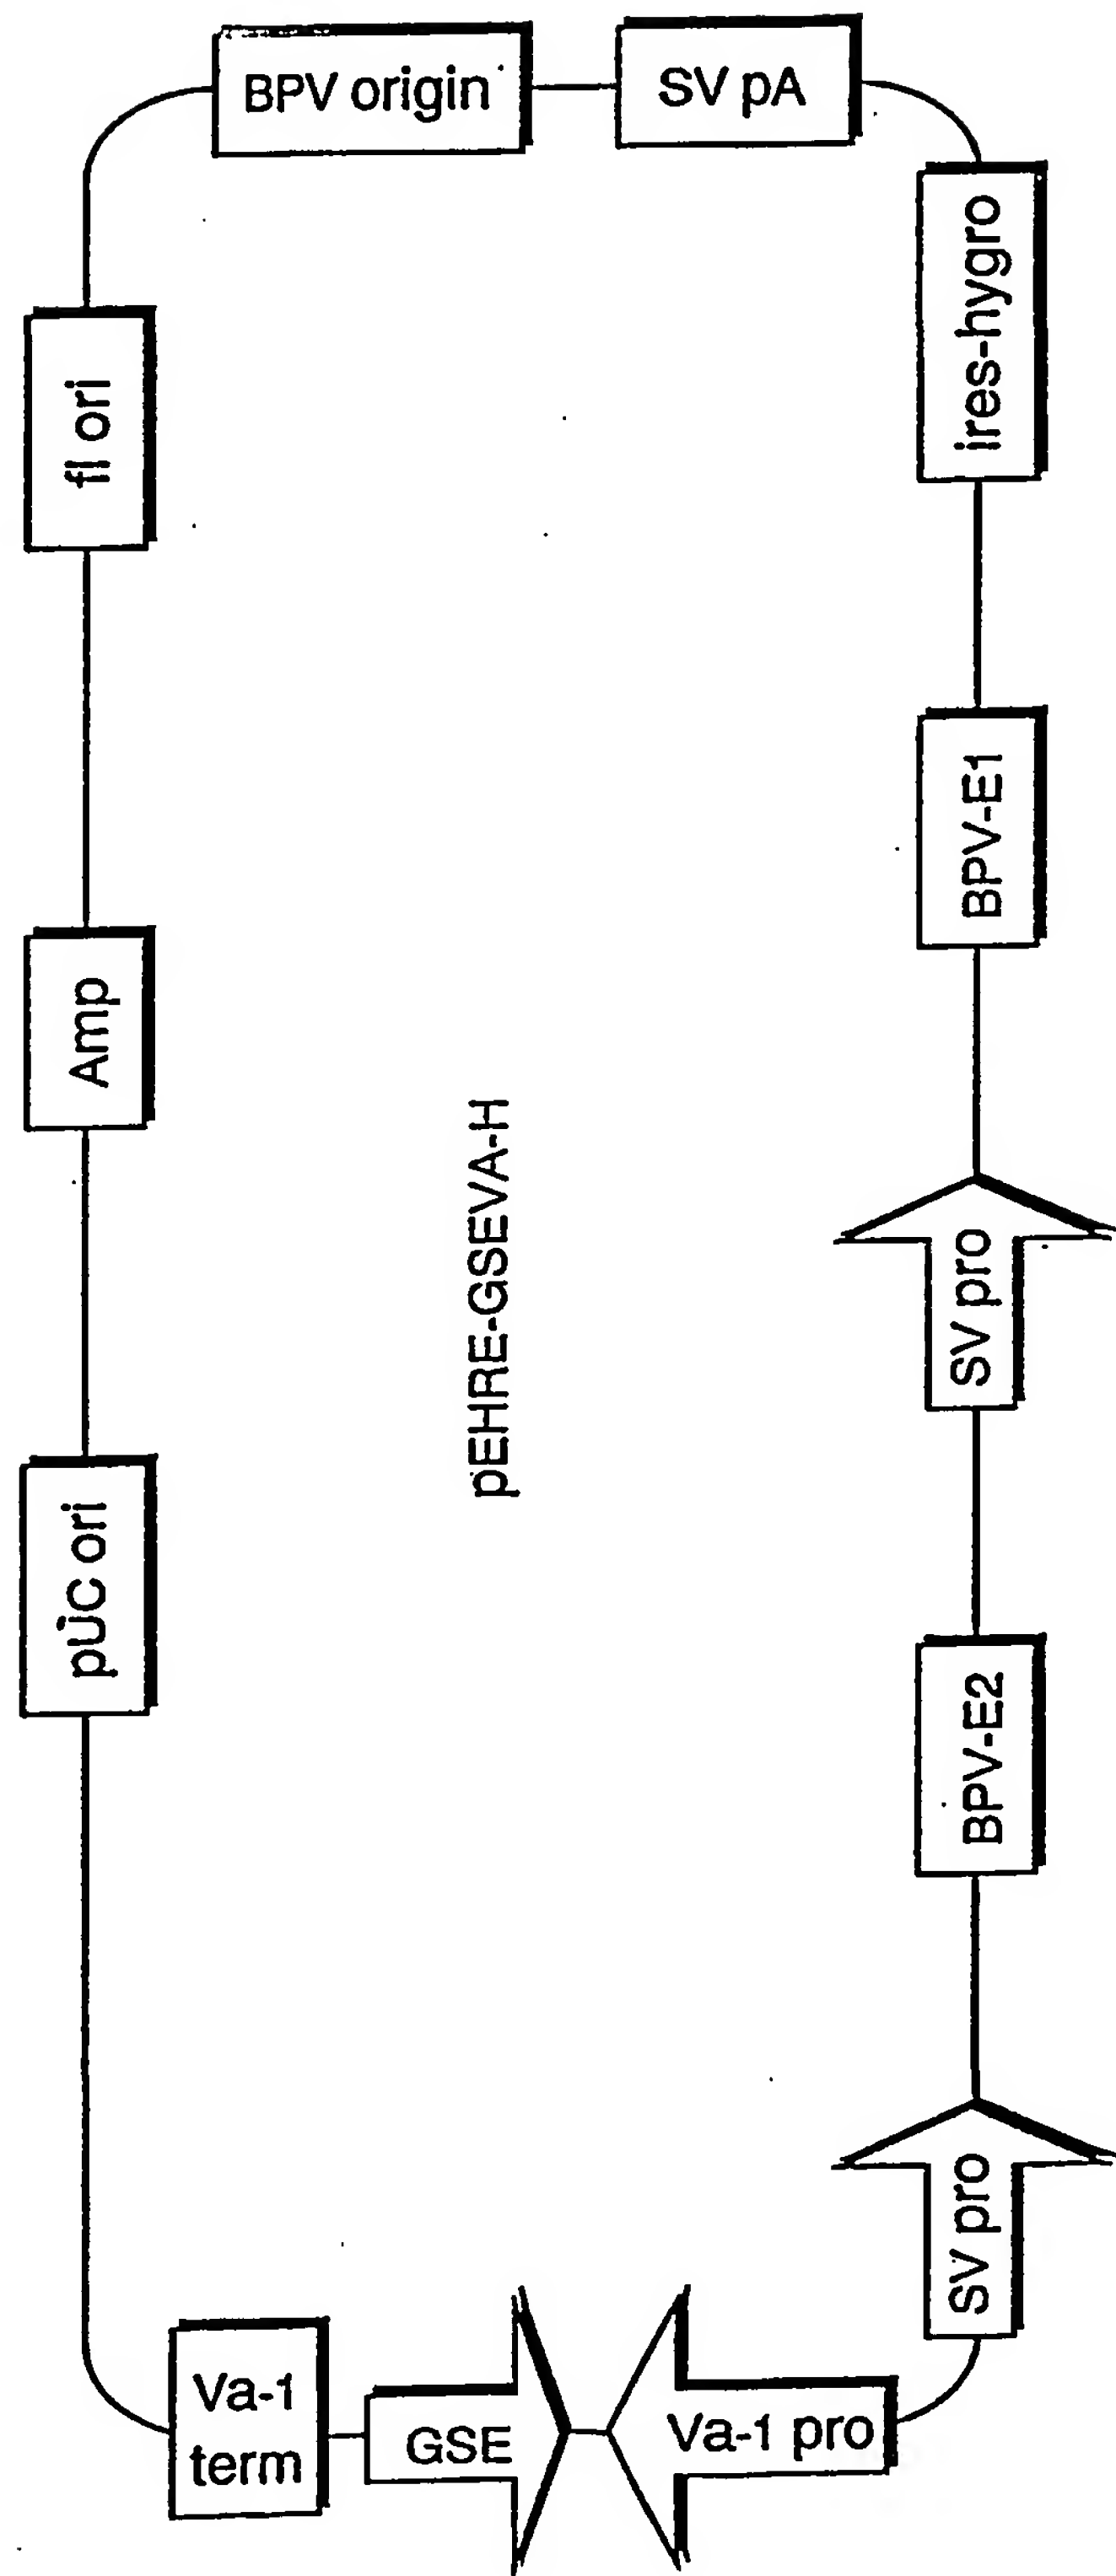 BPV origin
SV pA
fl ori
ires-hygro
Amp
BPV-E1
pEHRE-GSEVA-H
SV pro
pUC ori
BPV-E2
SV pro
Va-1
term
GSE
Va-1 pro